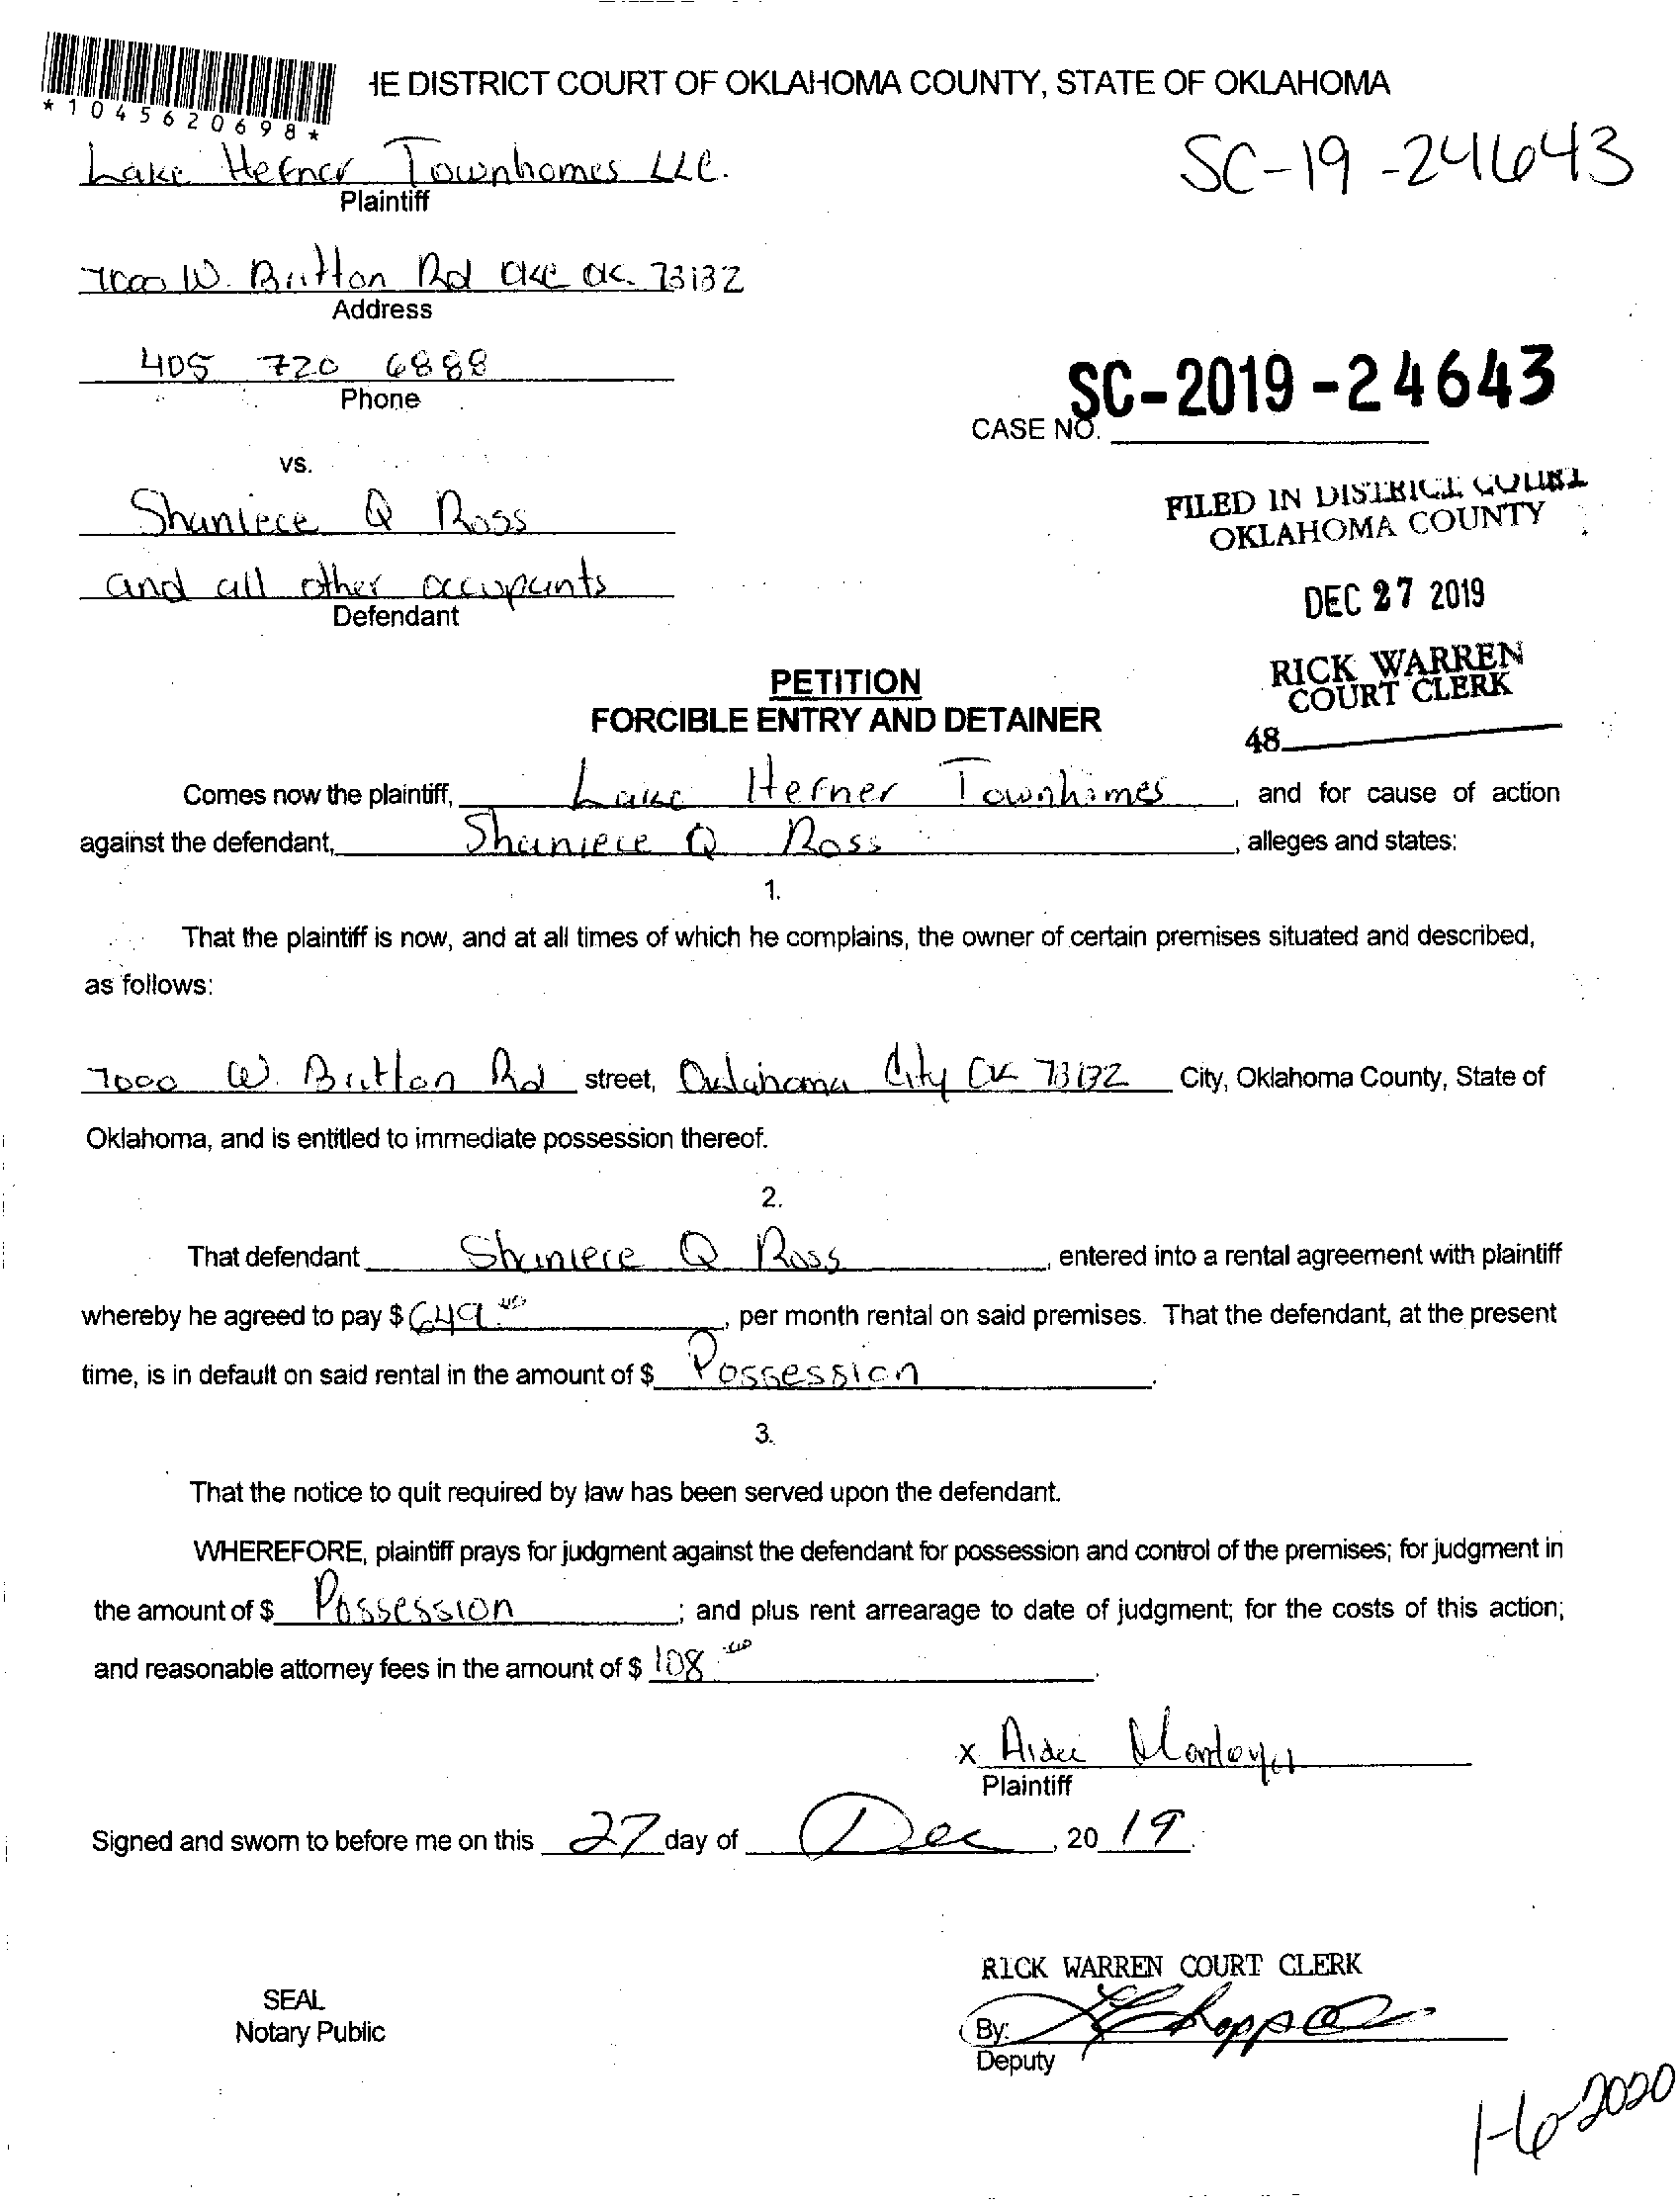 *1045620698*
HE DISTRICT COURT OF OKLAHOMA COUNTY, STATE OF OKLAHOMA
Lake Hefner Townhomes LLC.
SC-19-24643
Plaintiff
7000 W. Britton Rd OKC OK. 73132
Address
405 720 6888
Phone
SC-2019-24643
CASE NO.
vs.
Shaniece Q Ross
FILED IN DISTRICT COURT
OKLAHOMA COUNTY
and all other occupants
Defendant
DEC 27 2019
RICK WARREN
COURT CLERK
48
PETITION
FORCIBLE ENTRY AND DETAINER
Comes now the plaintiff, Lake Hefner Townhomes, and for cause of action
against the defendant, Shaniece Q Ross, alleges and states:
1.
That the plaintiff is now, and at all times of which he complains, the owner of certain premises situated and described,
as follows:
7000 W. Britton Rd street, Oklahoma City OK 73132 City, Oklahoma County, State of
Oklahoma, and is entitled to immediate possession thereof.
2.
That defendant Shaniece Q Ross, entered into a rental agreement with plaintiff
whereby he agreed to pay $649.00, per month rental on said premises. That the defendant, at the present
time, is in default on said rental in the amount of $ Possession.
3.
That the notice to quit required by law has been served upon the defendant.
WHEREFORE, plaintiff prays for judgment against the defendant for possession and control of the premises; for judgment in
the amount of $ Possession; and plus rent arrearage to date of judgment; for the costs of this action;
and reasonable attorney fees in the amount of $ 108.00.
x
Plaintiff
Signed and sworn to before me on this 27 day of Dec, 20 19.
RICK WARREN COURT CLERK
SEAL
Notary Public
By:
Deputy
1-6-2020